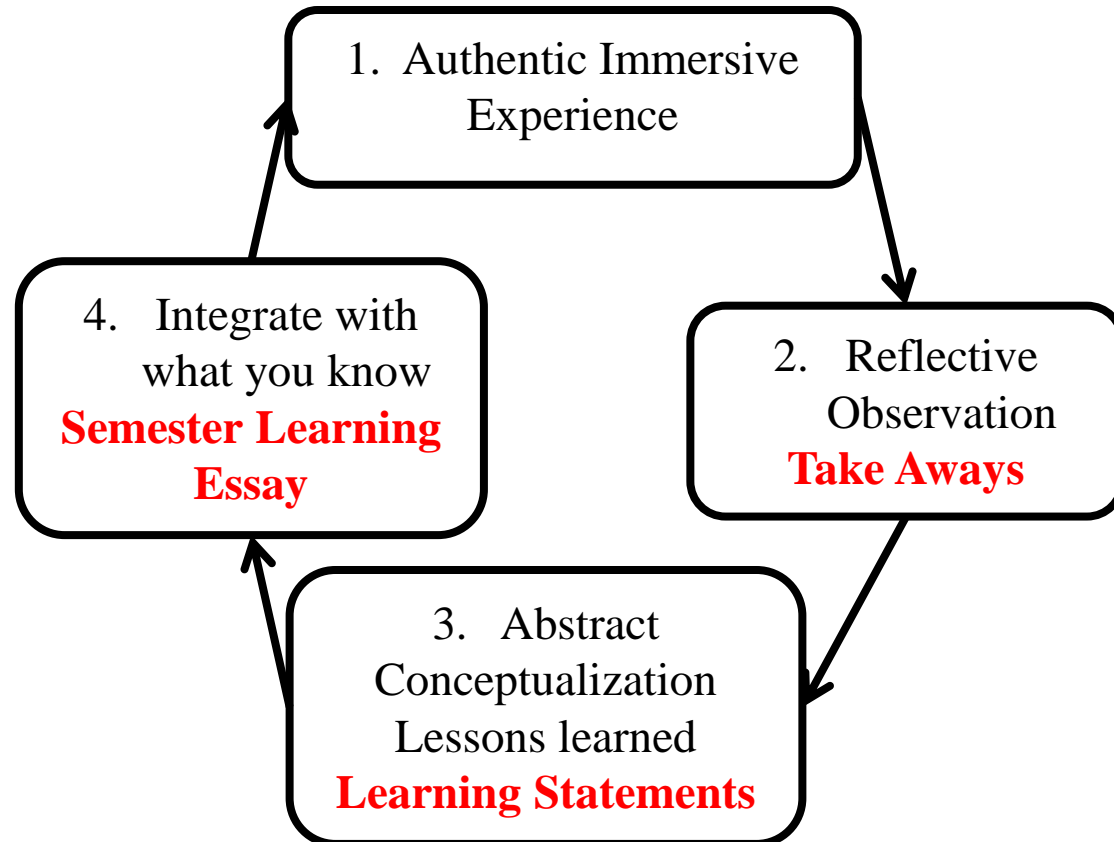 1. Authentic Immersive
Experience
2. Reflective
Observation
Take Aways
3. Abstract
Conceptualization
Lessons learned
Learning Statements
4. Integrate with
what you know
Semester Learning
Essay